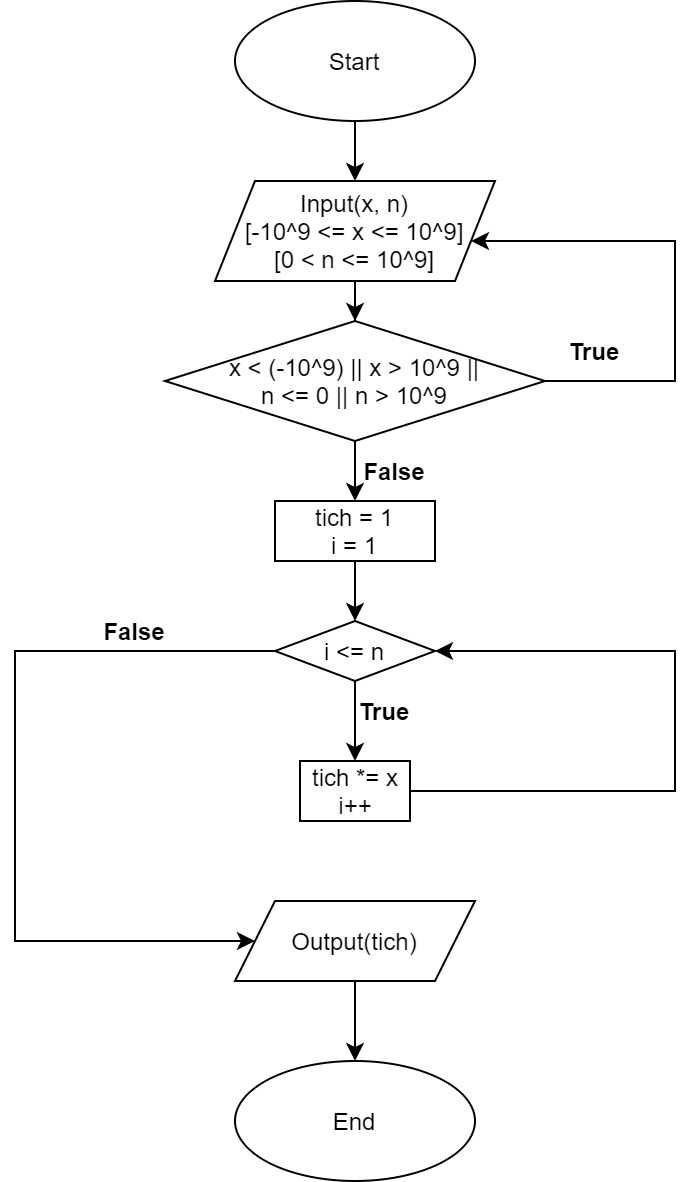 Start
Input(x, n)
[-10^9 <= x <= 10^9]
[0 < n <= 10^9]
True
x < (-10^9) || x > 10^9 ||
n <= 0 || n > 10^9
False
tich = 1
i = 1
False
i <= n
True
tich *= x
i++
Output(tich)
End